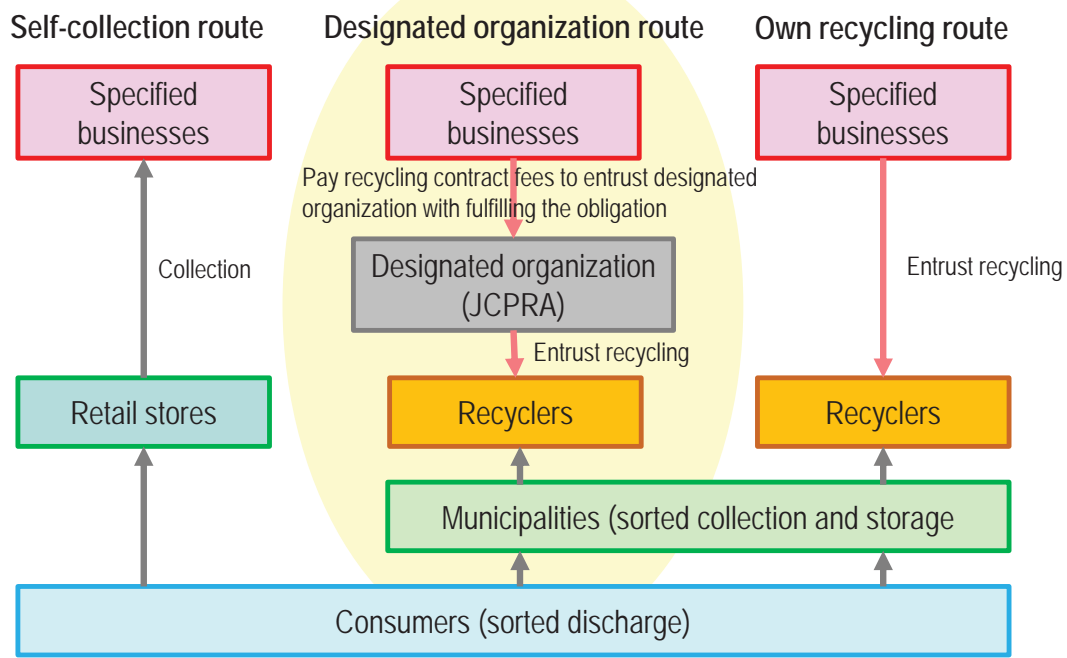 Self-collection route
Designated organization route
Own recycling route
Specified
businesses
Specified
businesses
Specified
businesses
Pay recycling contract fees to entrust designated
organization with fulfilling the obligation
Designated organization
(JCPRA)
Collection
Entrust recycling
Entrust recycling
Retail stores
Recyclers
Recyclers
Municipalities (sorted collection and storage
Consumers (sorted discharge)